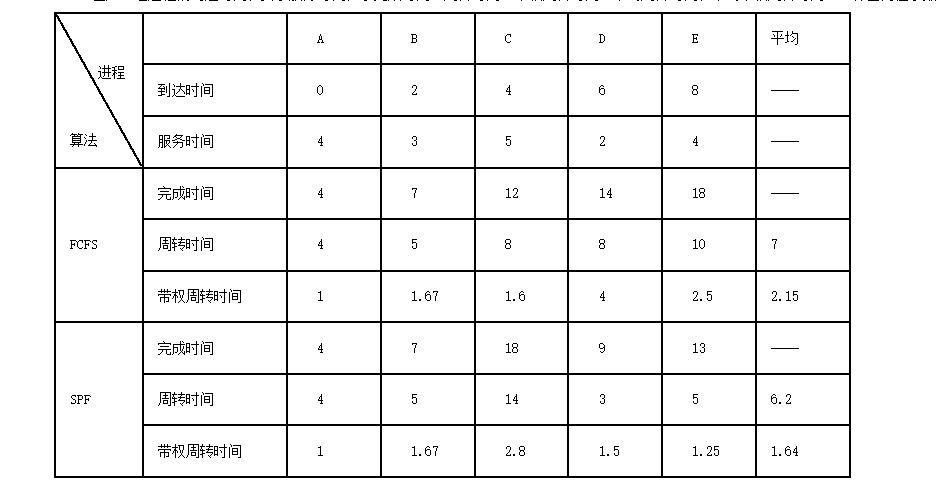 进程
算法
A B C D E 平均
到达时间 0 2 4 6 8 ——
服务时间 4 3 5 2 4 ——
FCFS
完成时间 4 7 12 14 18 ——
周转时间 4 5 8 8 10 7
带权周转时间 1 1.67 1.6 4 2.5 2.15
SPF
完成时间 4 7 18 9 13 ——
周转时间 4 5 14 3 5 6.2
带权周转时间 1 1.67 2.8 1.5 1.25 1.64